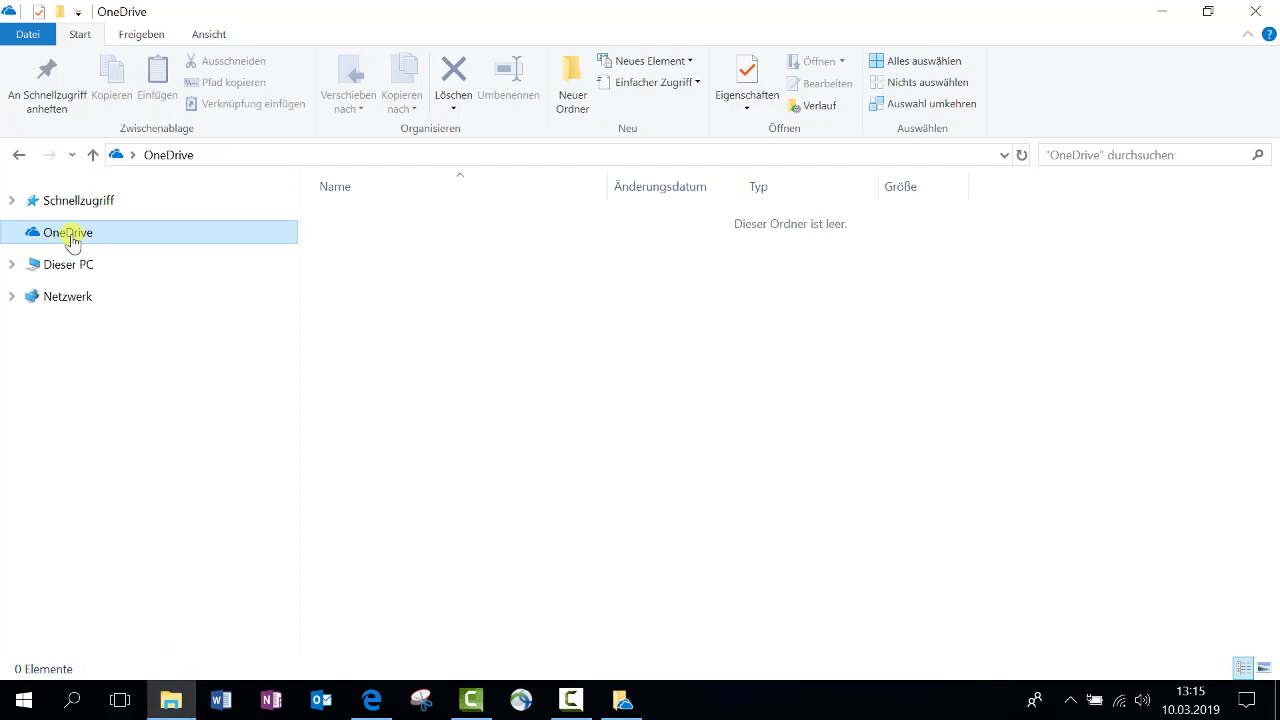 OneDrive
Datei Start Freigeben Ansicht
An Schnellzugriff anheften
Kopieren
Einfügen
Ausschneiden
Pfad kopieren
Verknüpfung einfügen
Zwischenablage
Verschieben nach
Kopieren nach
Löschen
Umbenennen
Organisieren
Neuer Ordner
Neues Element
Einfacher Zugriff
Neu
Eigenschaften
Öffnen
Bearbeiten
Verlauf
Öffnen
Alles auswählen
Nichts auswählen
Auswahl umkehren
Auswählen
OneDrive
"OneDrive" durchsuchen
Schnellzugriff
OneDrive
Dieser PC
Netzwerk
Name Änderungsdatum Typ Größe
Dieser Ordner ist leer.
0 Elemente
13:15
10.03.2019